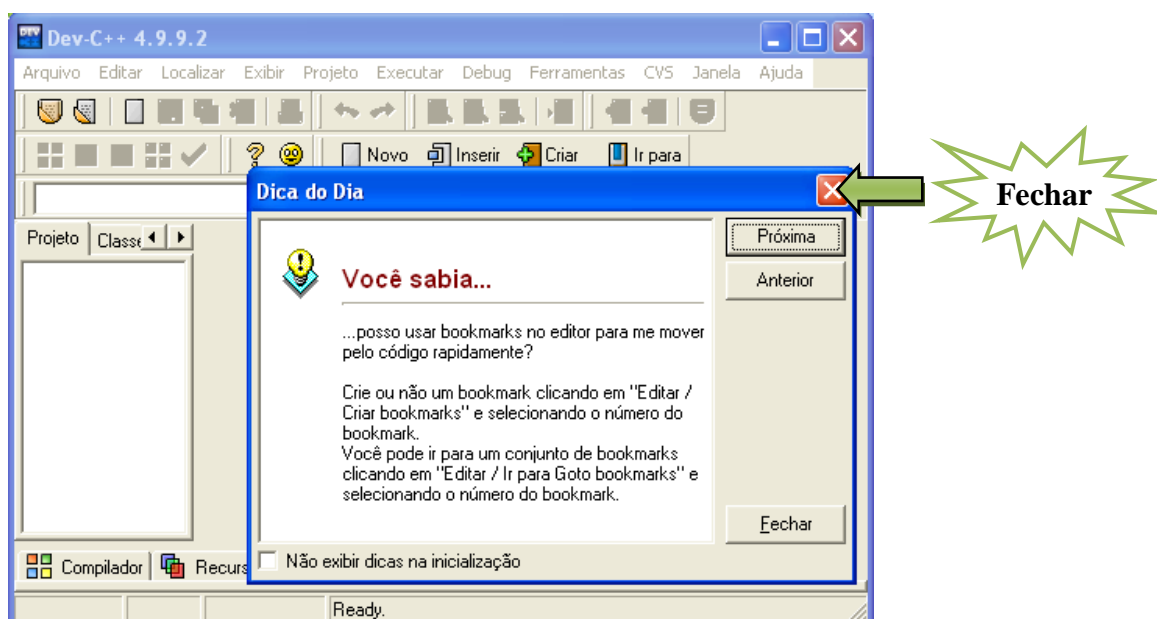 Dev-C++ 4.9.9.2
Arquivo Editar Localizar Exibir Projeto Executar Debug Ferramentas CVS Janela Ajuda
Novo Inserir Criar Ir para
Dica do Dia
Fechar
Projeto
Próxima
Você sabia...
Anterior
...posso usar bookmarks no editor para me mover
pelo código rapidamente?
Crie ou não um bookmark clicando em "Editar /
Criar bookmarks" e selecionando o número do
bookmark.
Você pode ir para um conjunto de bookmarks
clicando em "Editar / Ir para Goto bookmarks" e
selecionando o número do bookmark.
Fechar
Não exibir dicas na inicialização
Compilador Recurs
Ready.